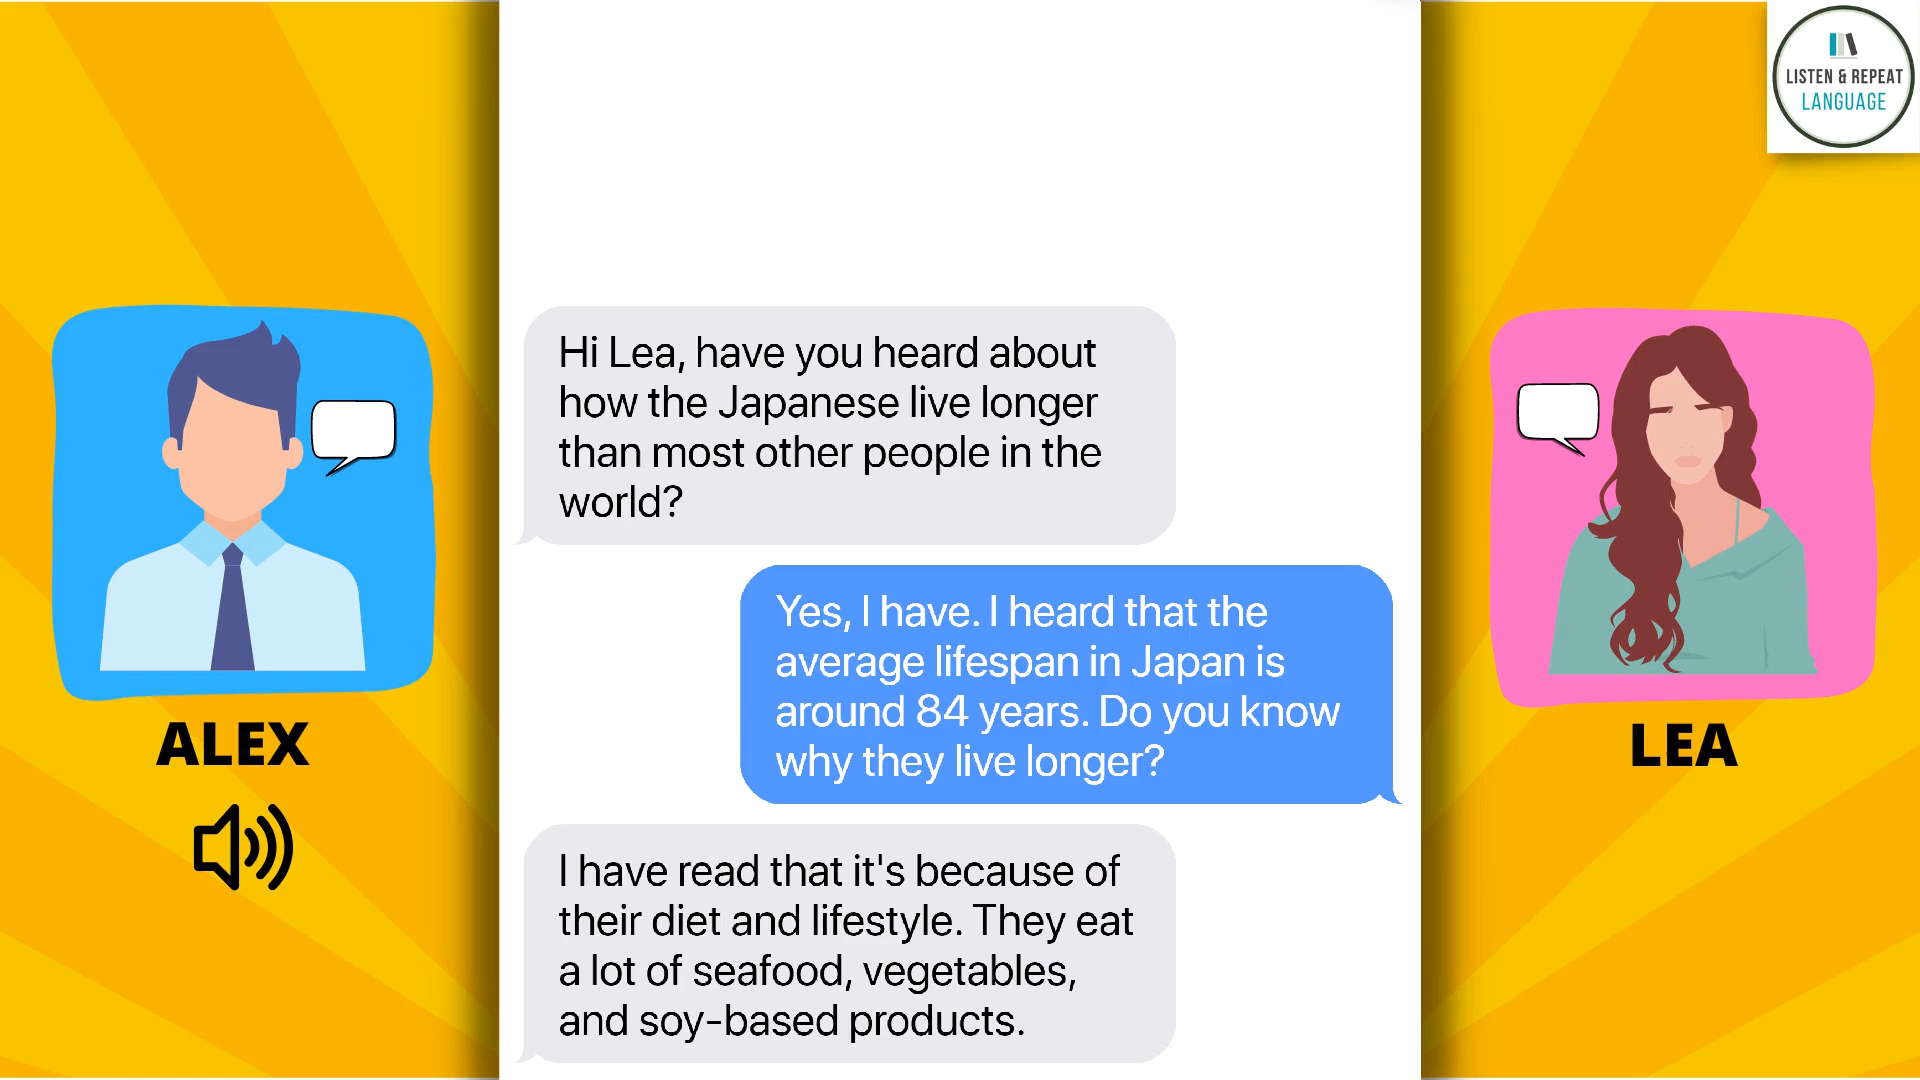 LISTEN & REPEAT
LANGUAGE
Hi Lea, have you heard about
how the Japanese live longer
than most other people in the
world?
Yes, I have. I heard that the
average lifespan in Japan is
around 84 years. Do you know
why they live longer?
I have read that it's because of
their diet and lifestyle. They eat
a lot of seafood, vegetables,
and soy-based products.
ALEX
LEA